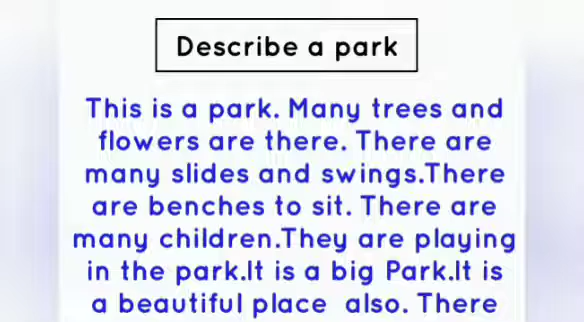 Describe a park
This is a park. Many trees and
flowers are there. There are
many slides and swings.There
are benches to sit. There are
many children.They are playing
in the park.It is a big Park.It is
a beautiful place also. There